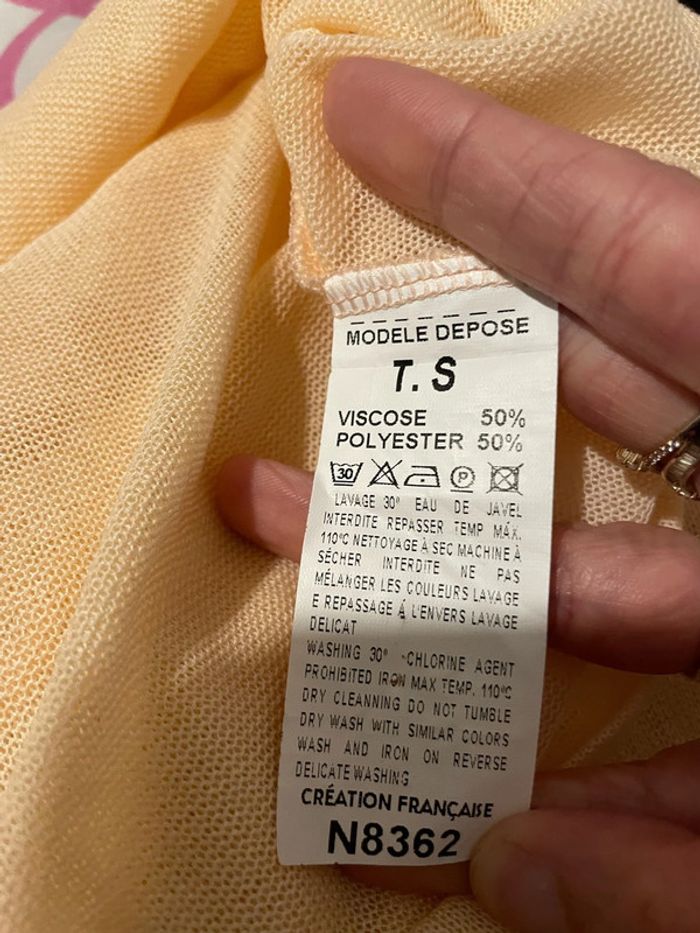 MODELE DEPOSE
T.S
VISCOSE 50%
POLYESTER 50%
30 P
LAVAGE 30° EAU DE JAVEL
INTERDITE REPASSER TEMP MÁX.
110°C NETTOYAGE À SEC MACHINE À
SÉCHER INTERDITE NE PAS
MÉLANGER LES COULEURS LAVAGE
E REPASSAGE Á L'ENVERS LAVAGE
DELICAT
WASHING 30° -CHLORINE AGENT
PROHIBITED IRON MAX TEMP. 110°C
DRY CLEANNING DO NOT TUMBLE
DRY WASH WITH SIMILAR COLORS
WASH AND IRON ON REVERSE
DELICATE WASHING
CRÉATION FRANÇAISE
N8362